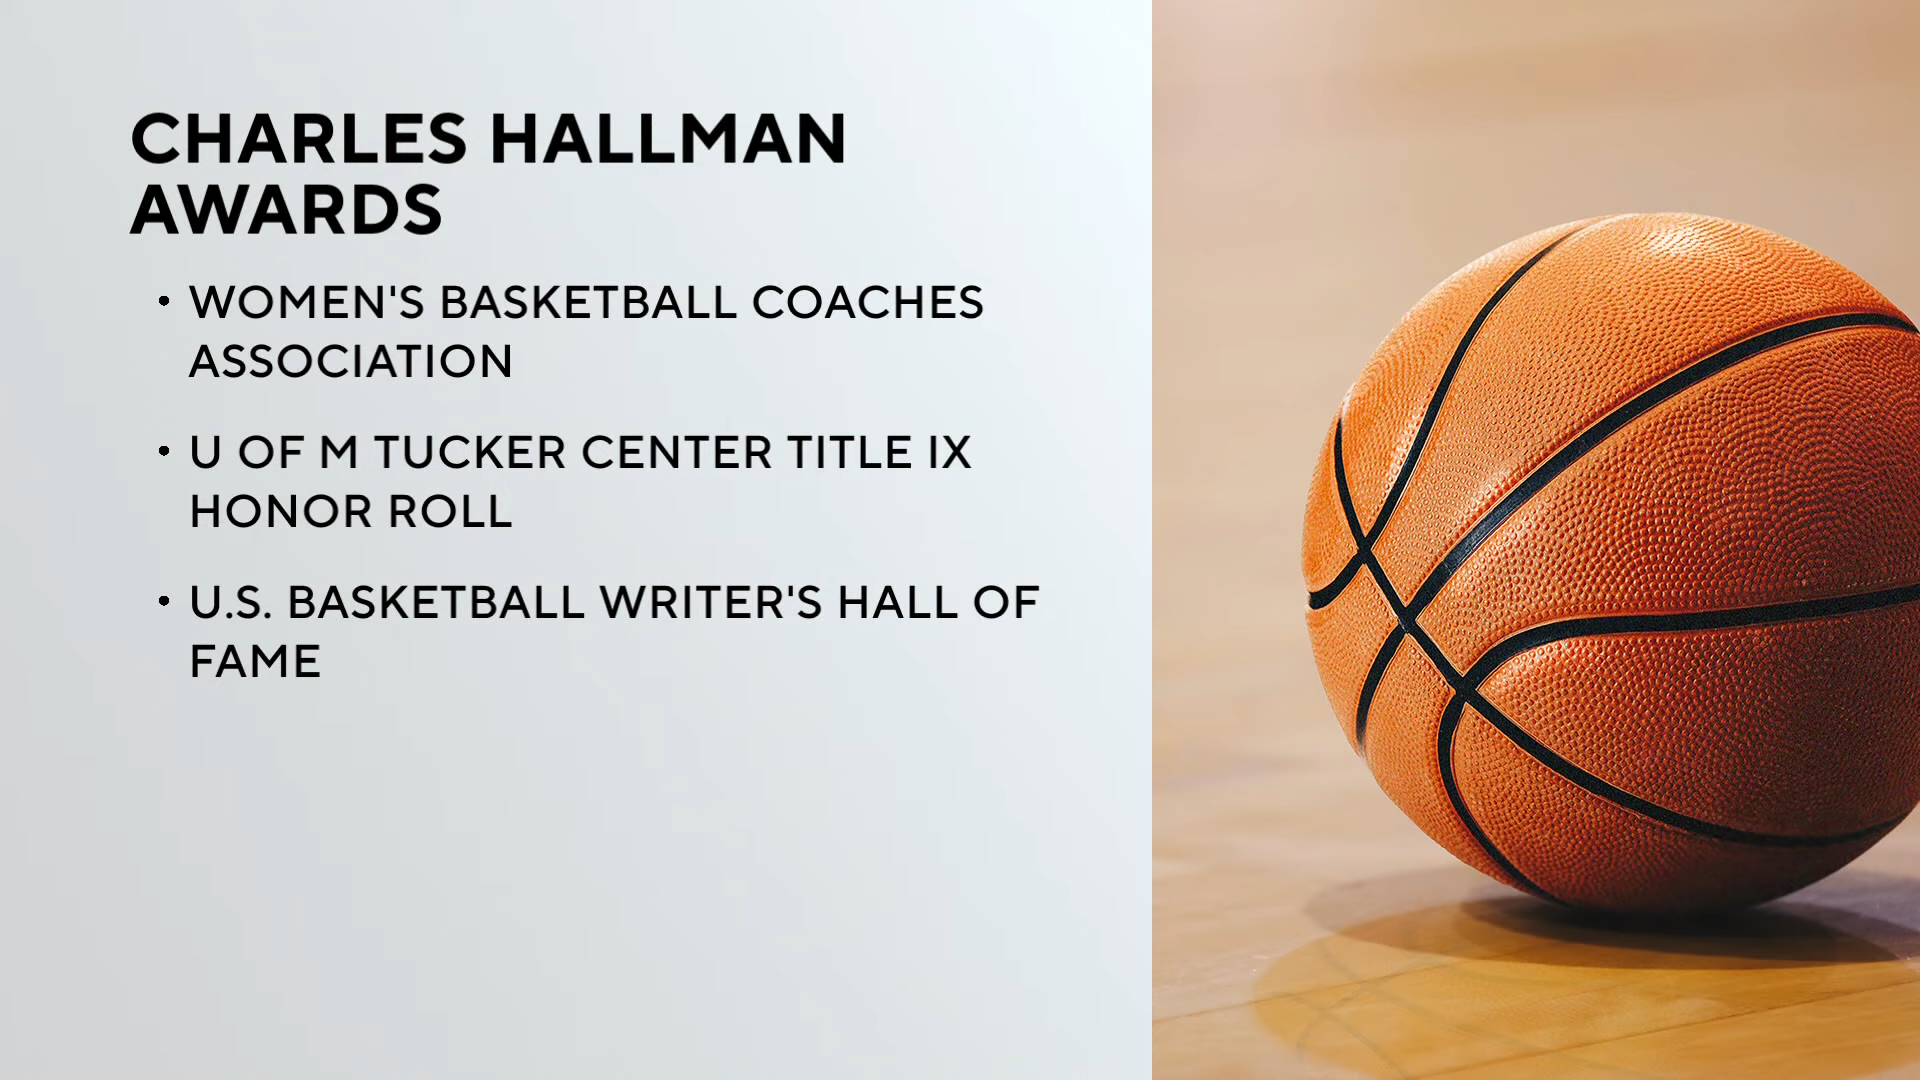 CHARLES HALLMAN
AWARDS
• WOMEN'S BASKETBALL COACHES
ASSOCIATION
• U OF M TUCKER CENTER TITLE IX
HONOR ROLL
• U.S. BASKETBALL WRITER'S HALL OF
FAME